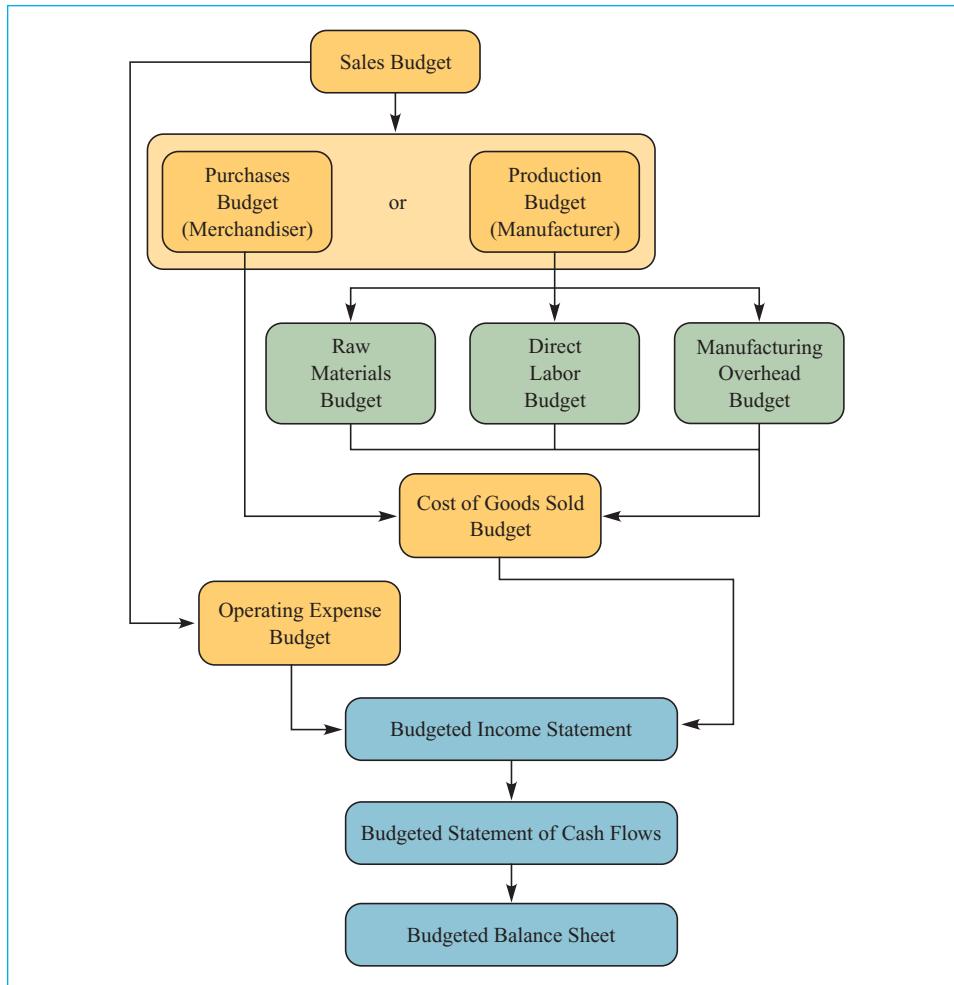 Sales Budget
Purchases
Budget
(Merchandiser)
or
Production
Budget
(Manufacturer)
Raw
Materials
Budget
Direct
Labor
Budget
Manufacturing
Overhead
Budget
Cost of Goods Sold
Budget
Operating Expense
Budget
Budgeted Income Statement
Budgeted Statement of Cash Flows
Budgeted Balance Sheet